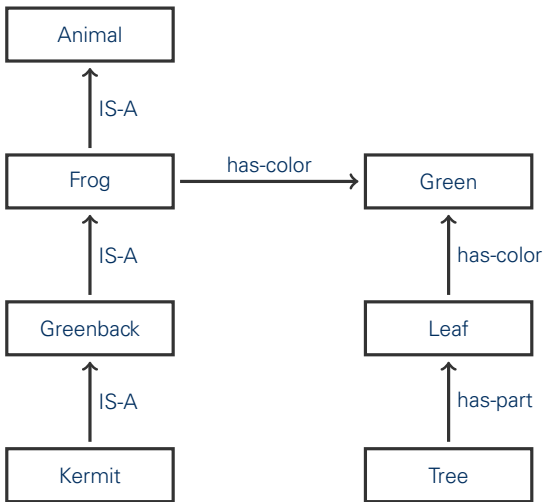 Animal
IS-A
Frog
has-color
Green
IS-A
has-color
Greenback
Leaf
IS-A
has-part
Kermit
Tree